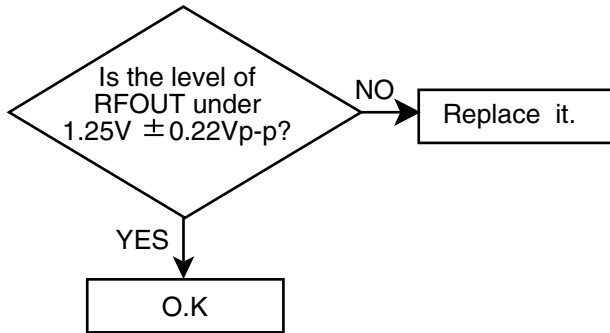 Is the level of
RFOUT under
1.25V ±0.22Vp-p?
NO
Replace it.
YES
O.K